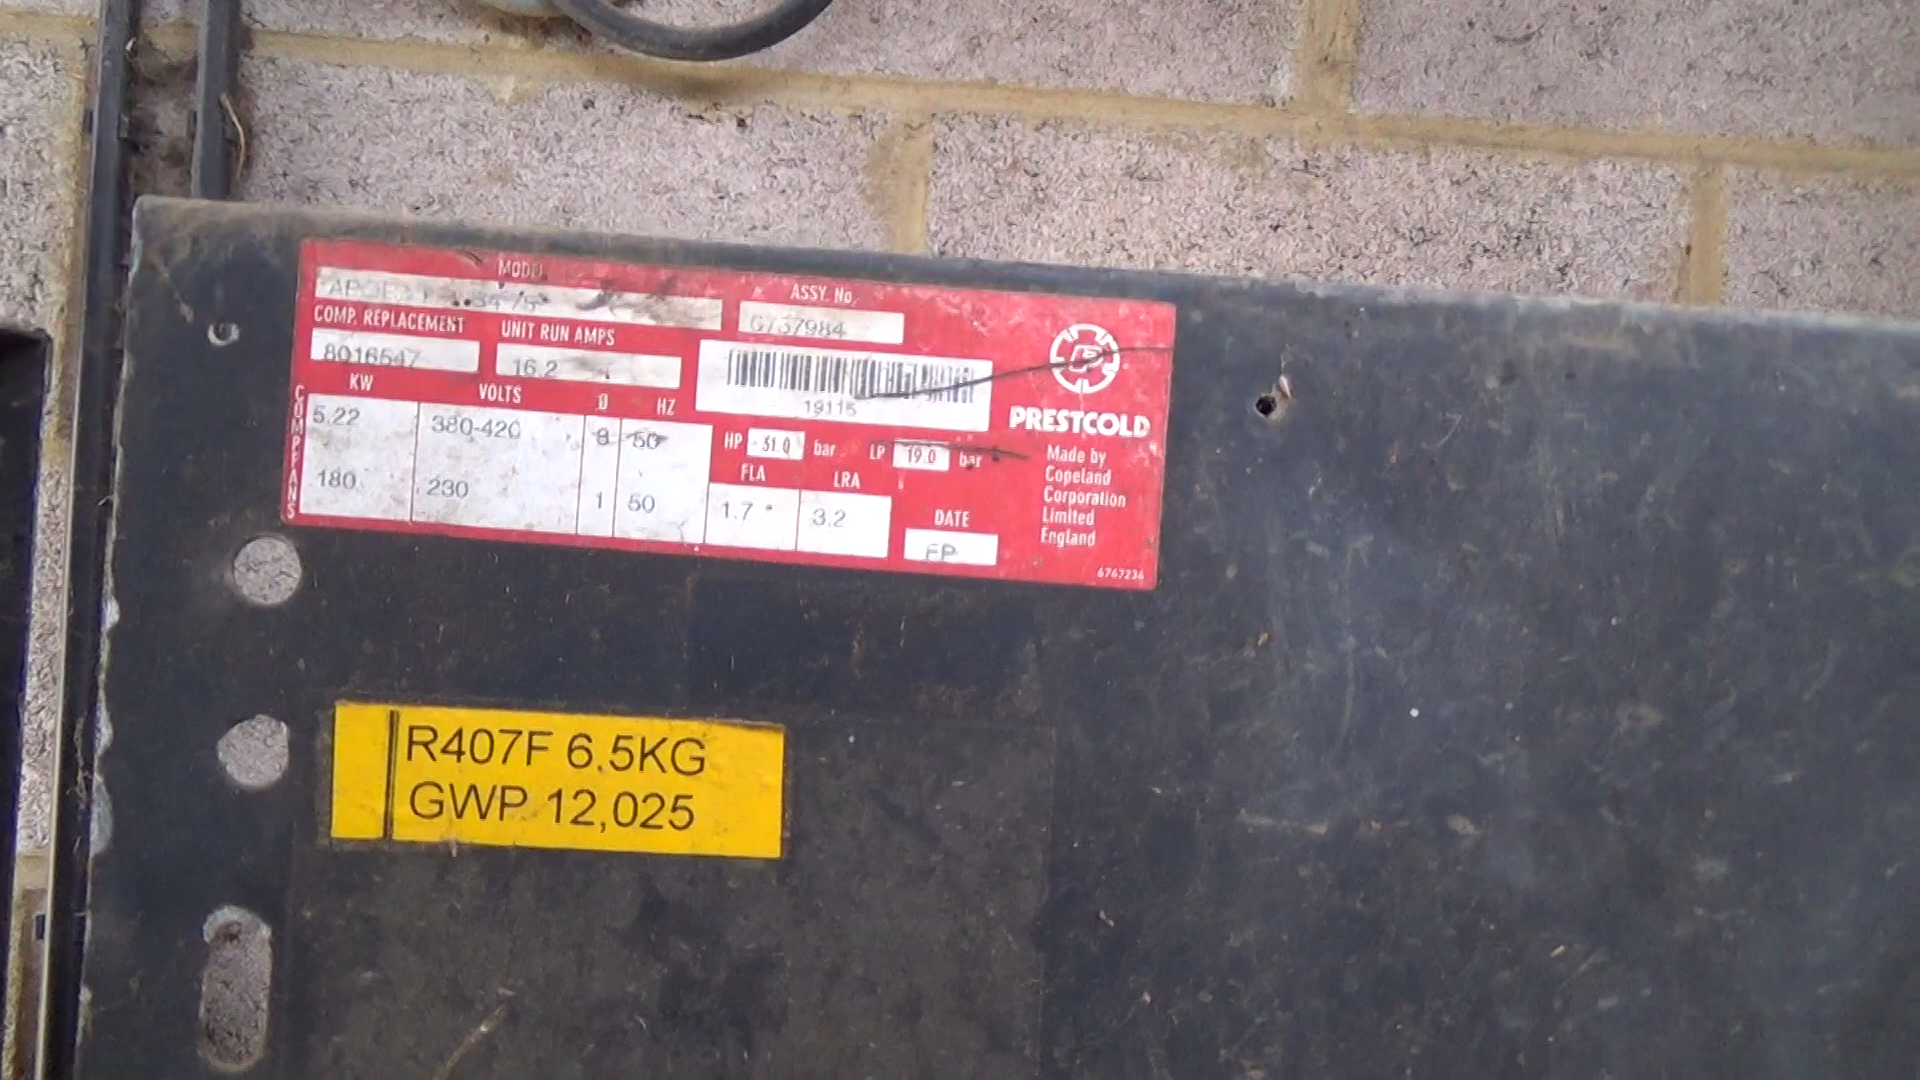 MODEL
ASSY. No.
G737984
COMP. REPLACEMENT
UNIT RUN AMPS
8016547
16.2
19115
KW
VOLTS
Ø
HZ
COMP
5.22
380-420
50
FANS
180
230
1
50
HP 31.0 bar
LP 19.0 bar
FLA
LRA
1.7
3.2
DATE
P
PRESTCOLD
Made by
Copeland
Corporation
Limited
England
6767236
R407F 6.5KG
GWP 12,025